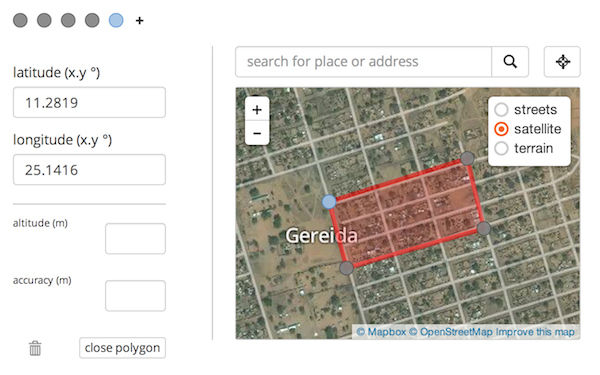 +
latitude (x.y °)
11.2819
longitude (x.y °)
25.1416
altitude (m)
accuracy (m)
close polygon
search for place or address
+
-
streets
satellite
terrain
Gereida
© Mapbox © OpenStreetMap Improve this map